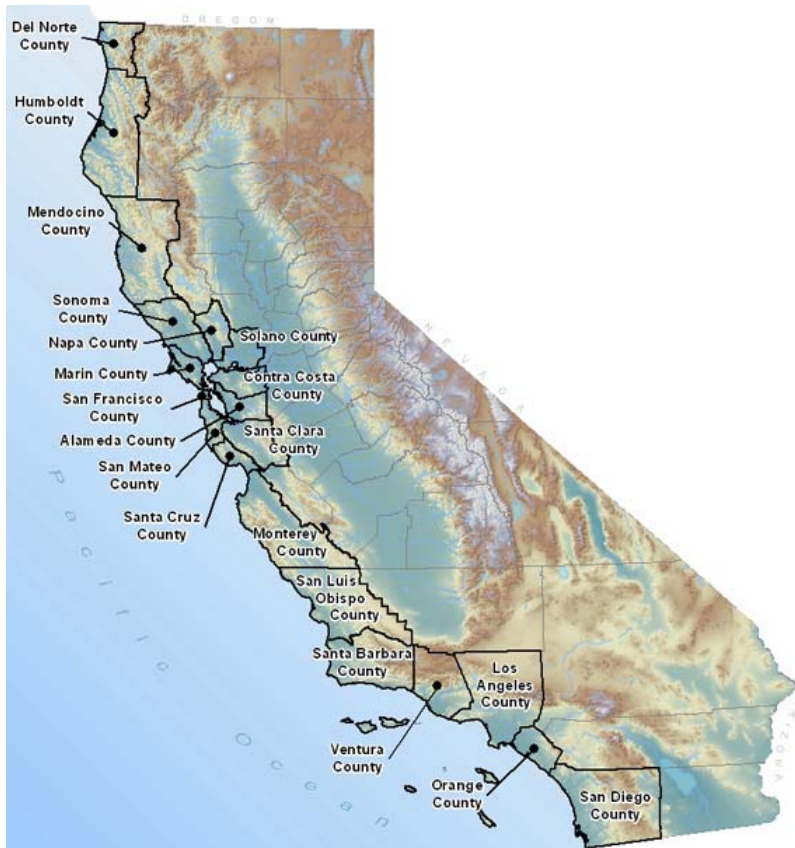 OREGON
Del Norte
County
Humboldt
County
Mendocino
County
Sonoma
County
Napa County
Solano County
Marin County
Contra Costa
County
San Francisco
County
Alameda County
Santa Clara
County
San Mateo
County
Santa Cruz
County
Monterey
County
San Luis
Obispo
County
Santa Barbara
County
Los
Angeles
County
Ventura
County
Orange
County
San Diego
County
NEVADA
Pacific Ocean